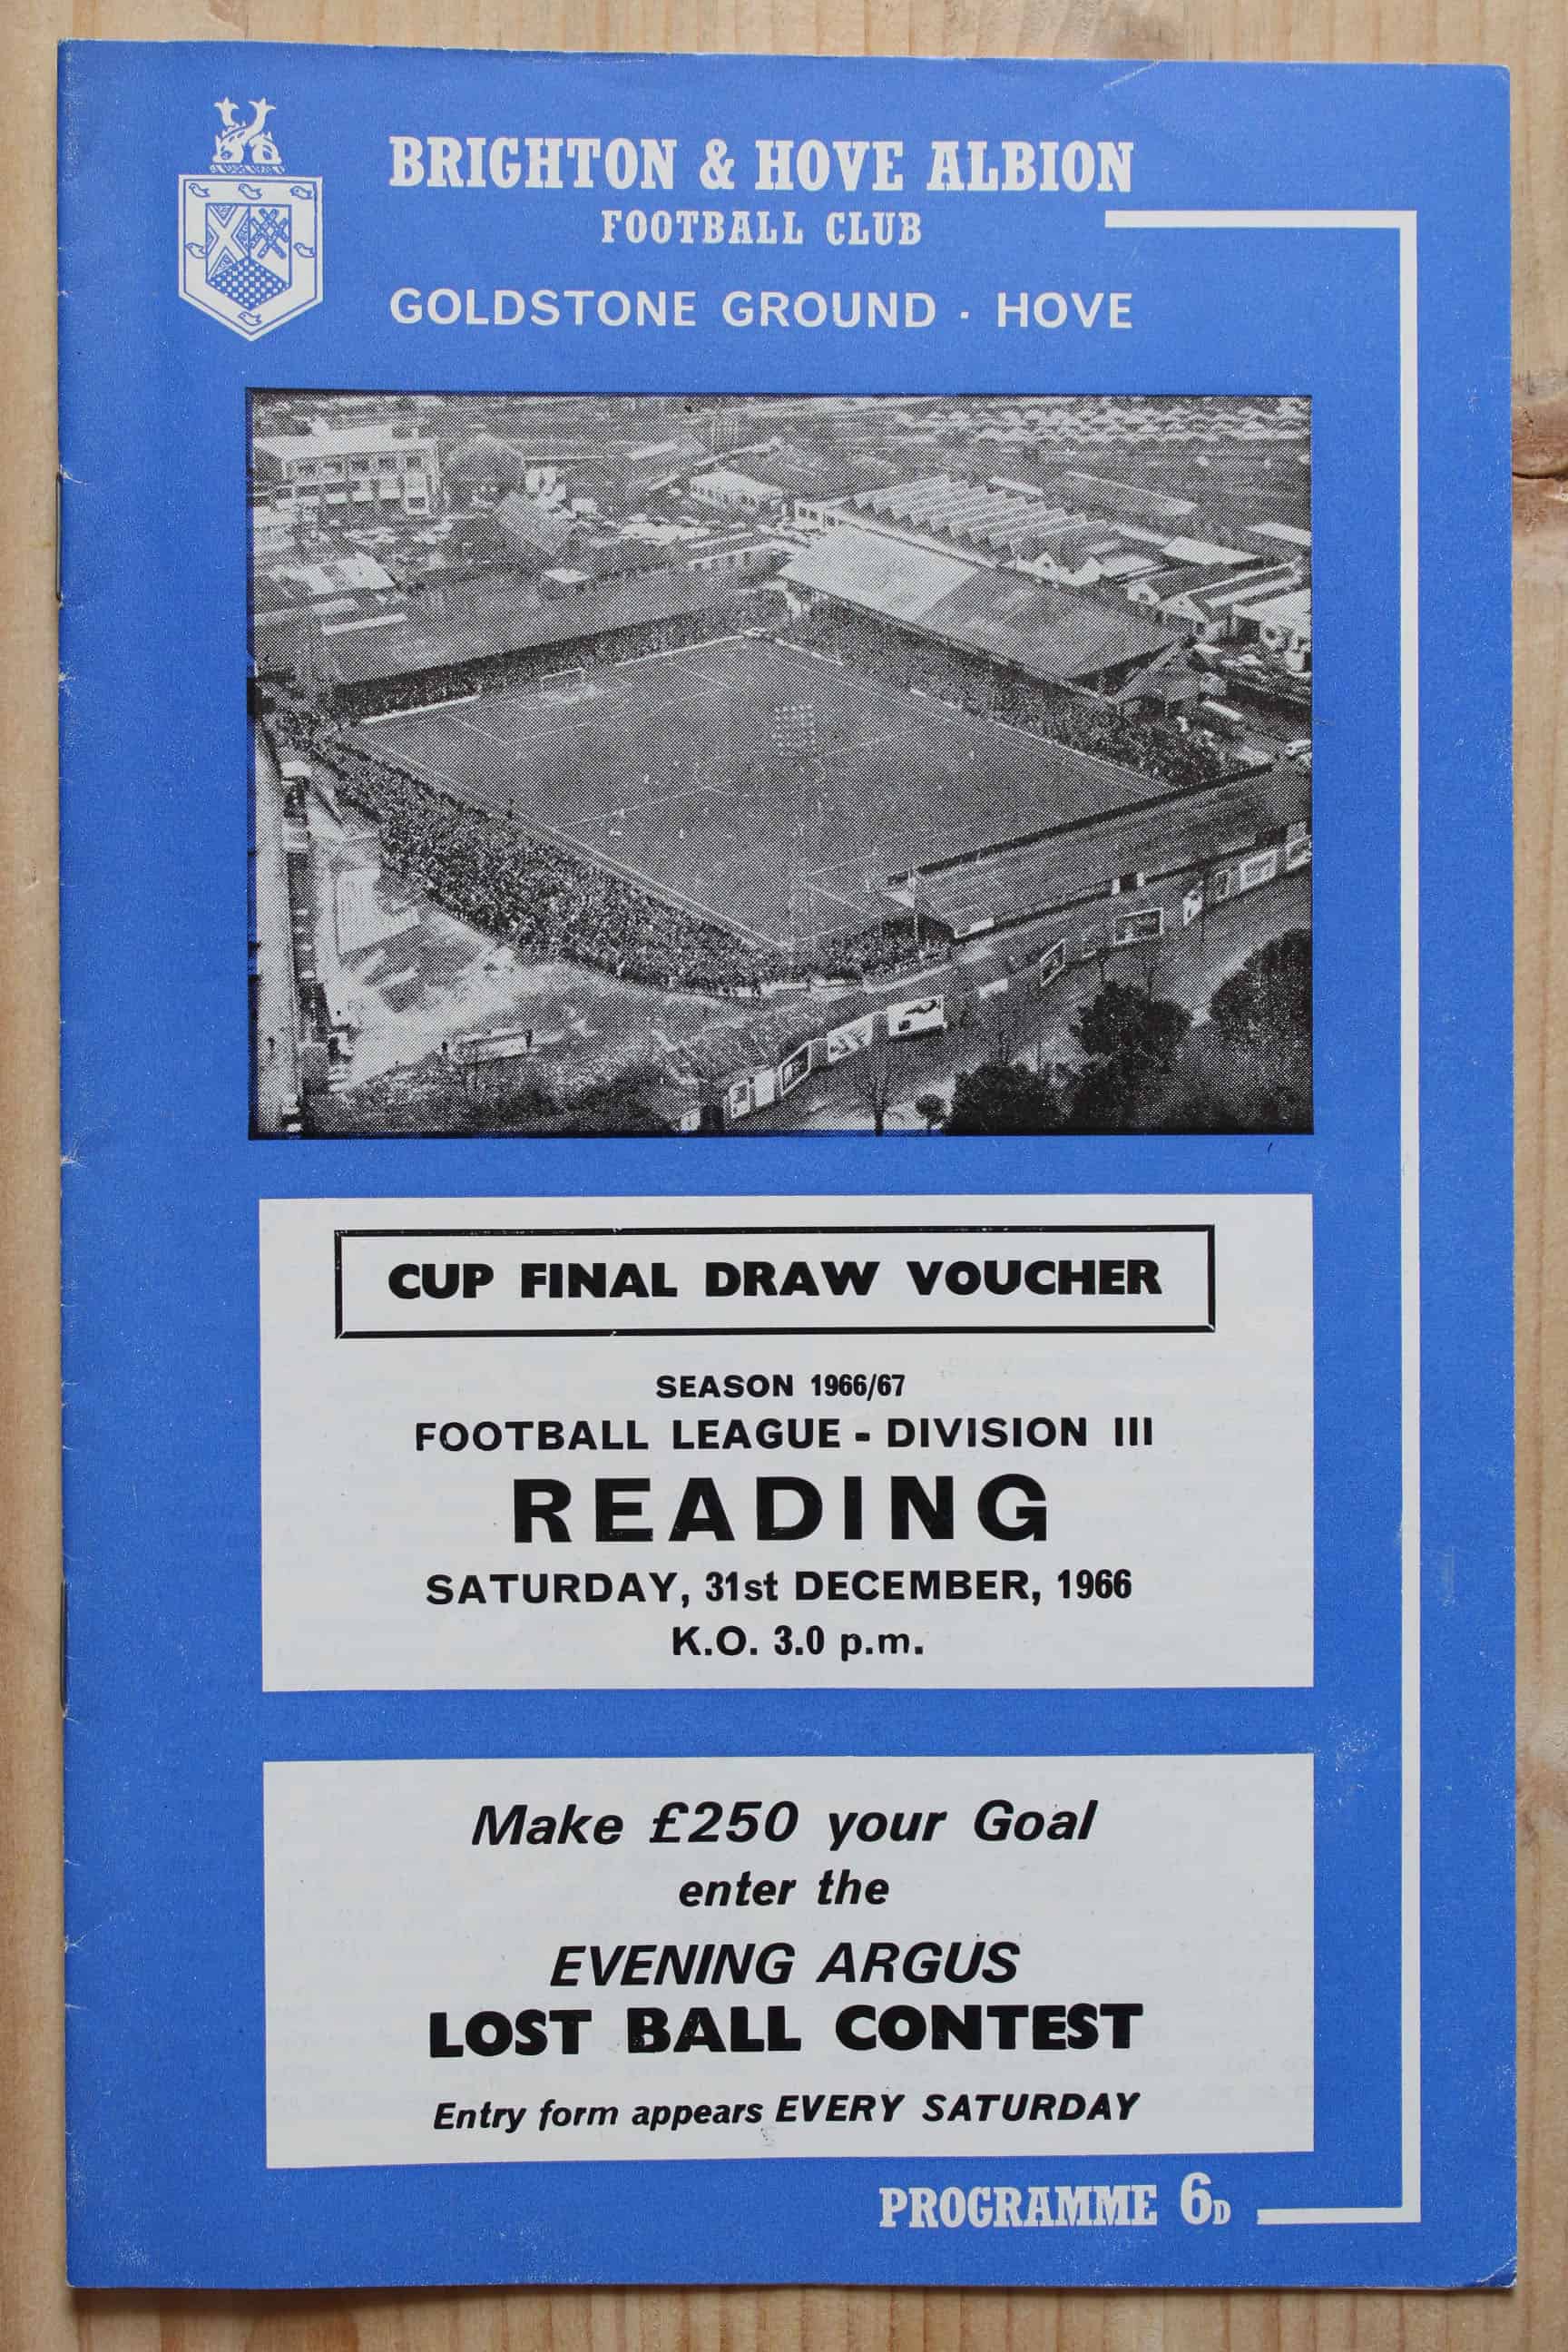 BRIGHTON & HOVE ALBION
FOOTBALL CLUB
GOLDSTONE GROUND · HOVE
CUP FINAL DRAW VOUCHER
SEASON 1966/67
FOOTBALL LEAGUE - DIVISION III
READING
SATURDAY, 31st DECEMBER, 1966
K.O. 3.0 p.m.
Make £250 your Goal
enter the
EVENING ARGUS
LOST BALL CONTEST
Entry form appears EVERY SATURDAY
PROGRAMME 6D